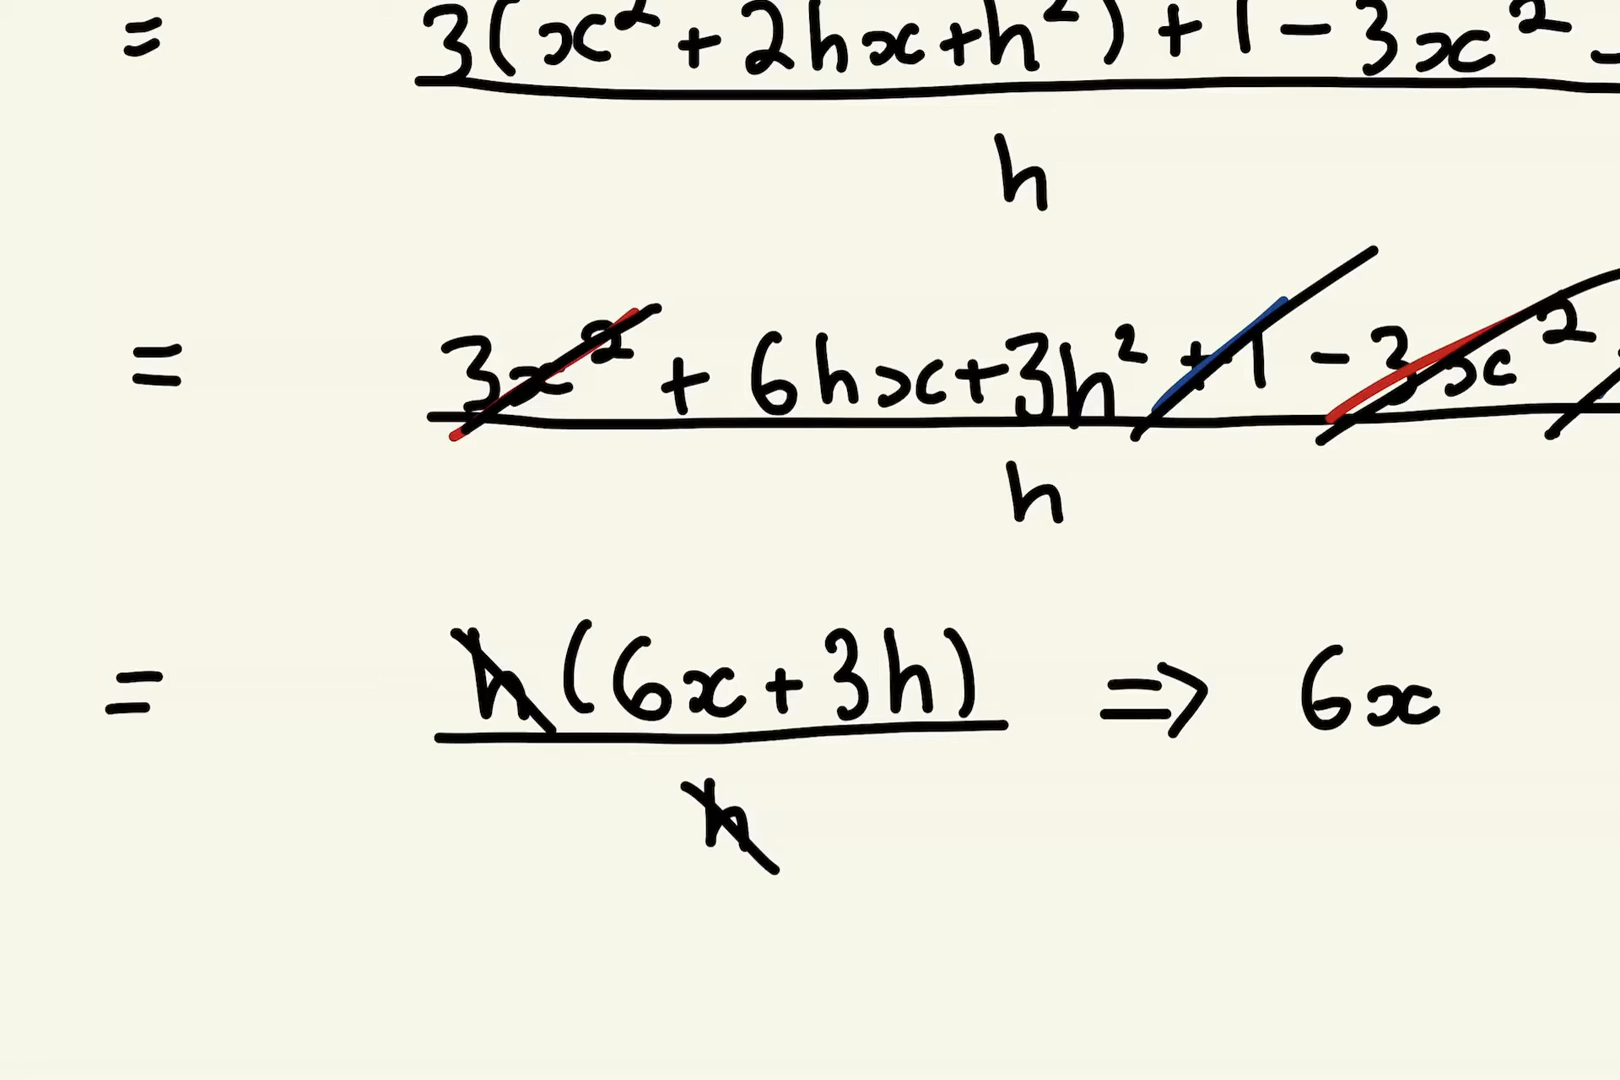 = 3(x² + 2hx + h²) + 1 - 3x² -
h
= 3x² + 6hx + 3h² + 1 - 3x²
h
= h(6x + 3h) ⇒ 6x
h